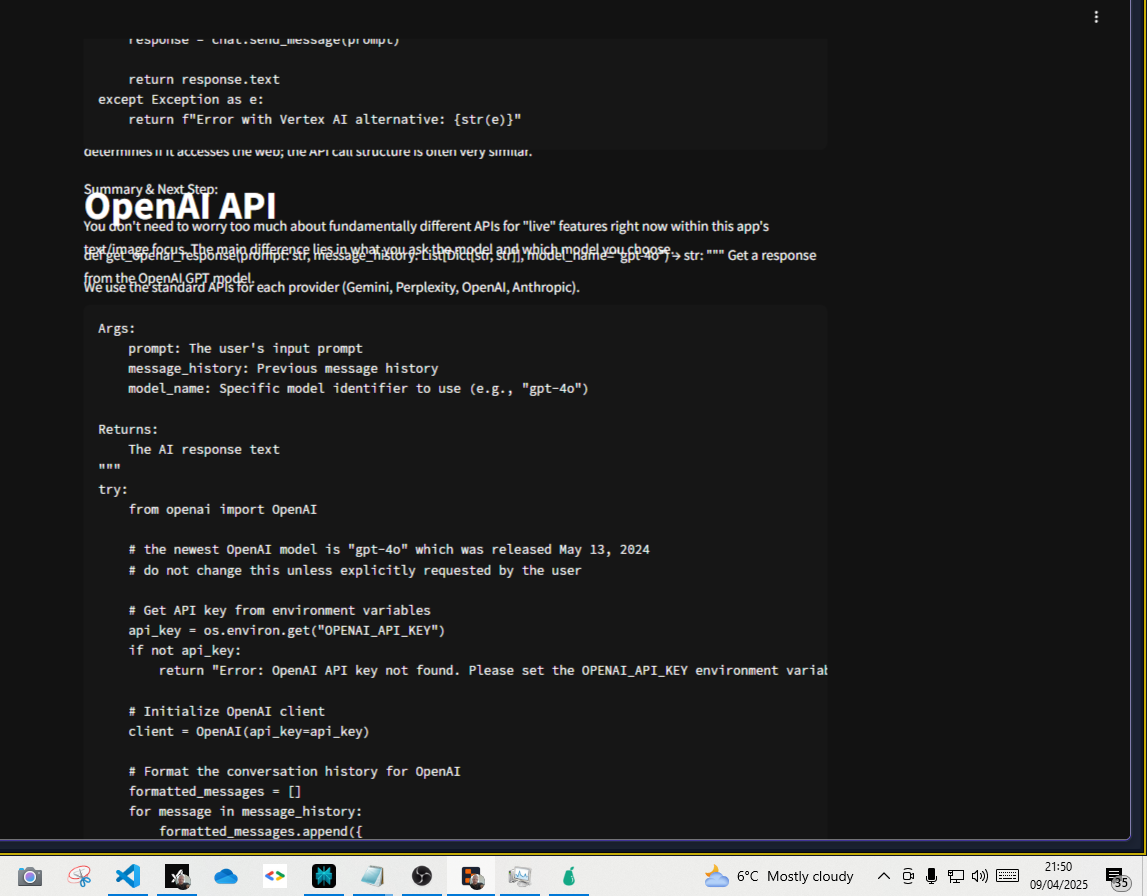 response = chat.send_message(prompt)
return response.text
except Exception as e:
return f"Error with Vertex AI alternative: {str(e)}"
determines if it accesses the web; the API call structure is often very similar.
Summary & Next Step:
OpenAI API
You don't need to worry too much about fundamentally different APIs for "live" features right now within this app's
text/image focus. The main difference lies in what you ask the model and which model you choose.
def get_openai_response(prompt: str, message_history: List[Dict[str, str]], model_name="gpt-4o") → str: """ Get a response
from the OpenAI GPT model.
We use the standard APIs for each provider (Gemini, Perplexity, OpenAI, Anthropic).
Args:
prompt: The user's input prompt
message_history: Previous message history
model_name: Specific model identifier to use (e.g., "gpt-4o")
Returns:
The AI response text
"""
try:
from openai import OpenAI
# the newest OpenAI model is "gpt-4o" which was released May 13, 2024
# do not change this unless explicitly requested by the user
# Get API key from environment variables
api_key = os.environ.get("OPENAI_API_KEY")
if not api_key:
return "Error: OpenAI API key not found. Please set the OPENAI_API_KEY environment variab
# Initialize OpenAI client
client = OpenAI(api_key=api_key)
# Format the conversation history for OpenAI
formatted_messages = []
for message in message_history:
formatted_messages.append({
6°C Mostly cloudy
21:50
09/04/2025
35